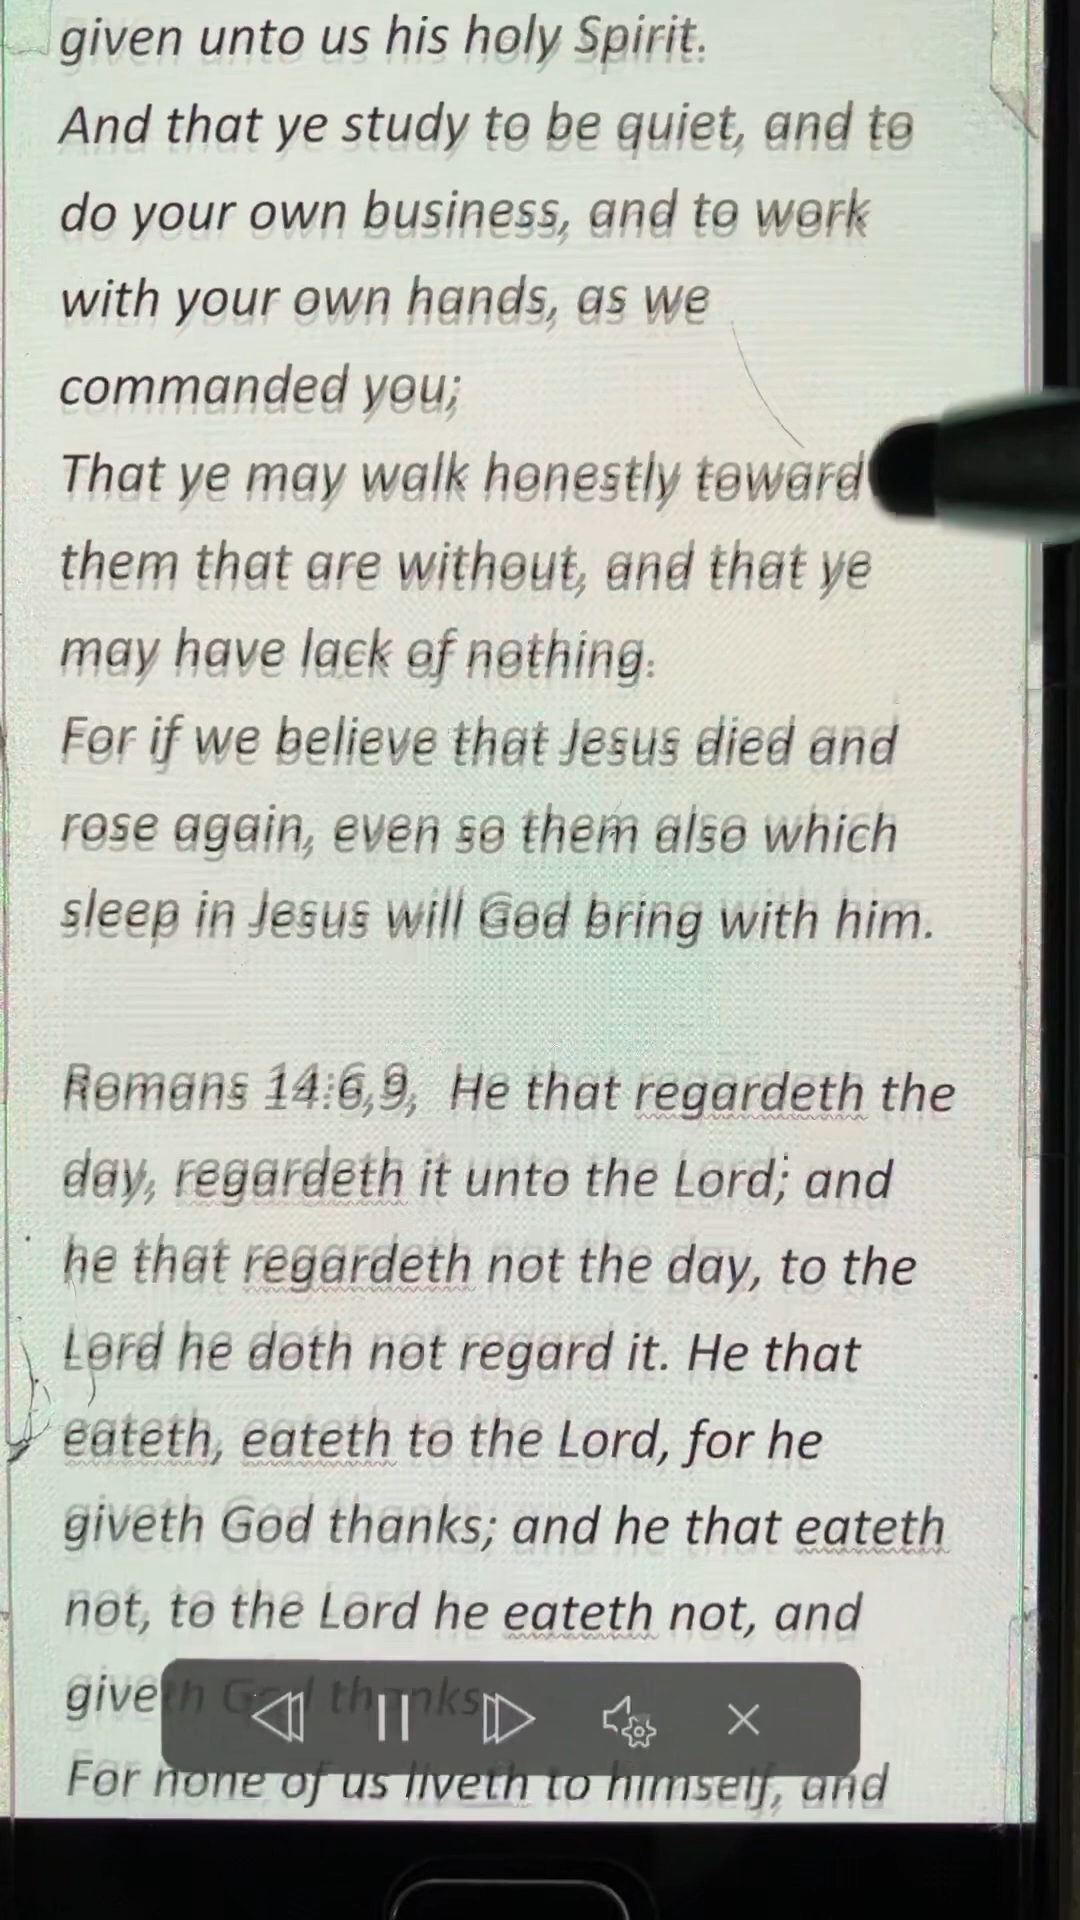 given unto us his holy Spirit.
And that ye study to be quiet, and to
do your own business, and to work
with your own hands, as we
commanded you;
That ye may walk honestly toward
them that are without, and that ye
may have lack of nothing.
For if we believe that Jesus died and
rose again, even so them also which
sleep in Jesus will God bring with him.
Romans 14:6,9, He that regardeth the
day, regardeth it unto the Lord; and
he that regardeth not the day, to the
Lord he doth not regard it. He that
eateth, eateth to the Lord, for he
giveth God thanks; and he that eateth
not, to the Lord he eateth not, and
giveth God thanks
For none of us liveth to himself, and